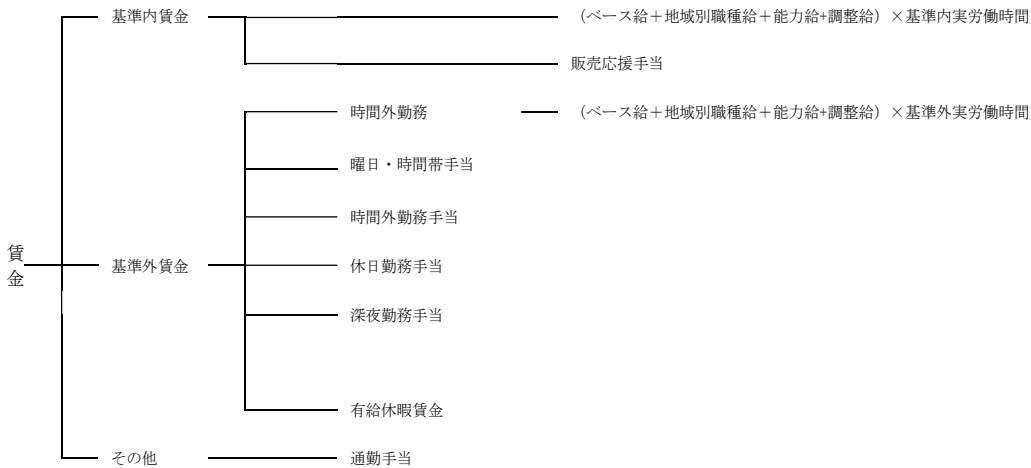 基準内賃金
（ベース給＋地域別職種給＋能力給+調整給）×基準内実労働時間
販売応援手当
時間外勤務
（ベース給＋地域別職種給＋能力給+調整給）×基準外実労働時間
曜日・時間帯手当
時間外勤務手当
賃金
基準外賃金
休日勤務手当
深夜勤務手当
有給休暇賃金
その他
通勤手当